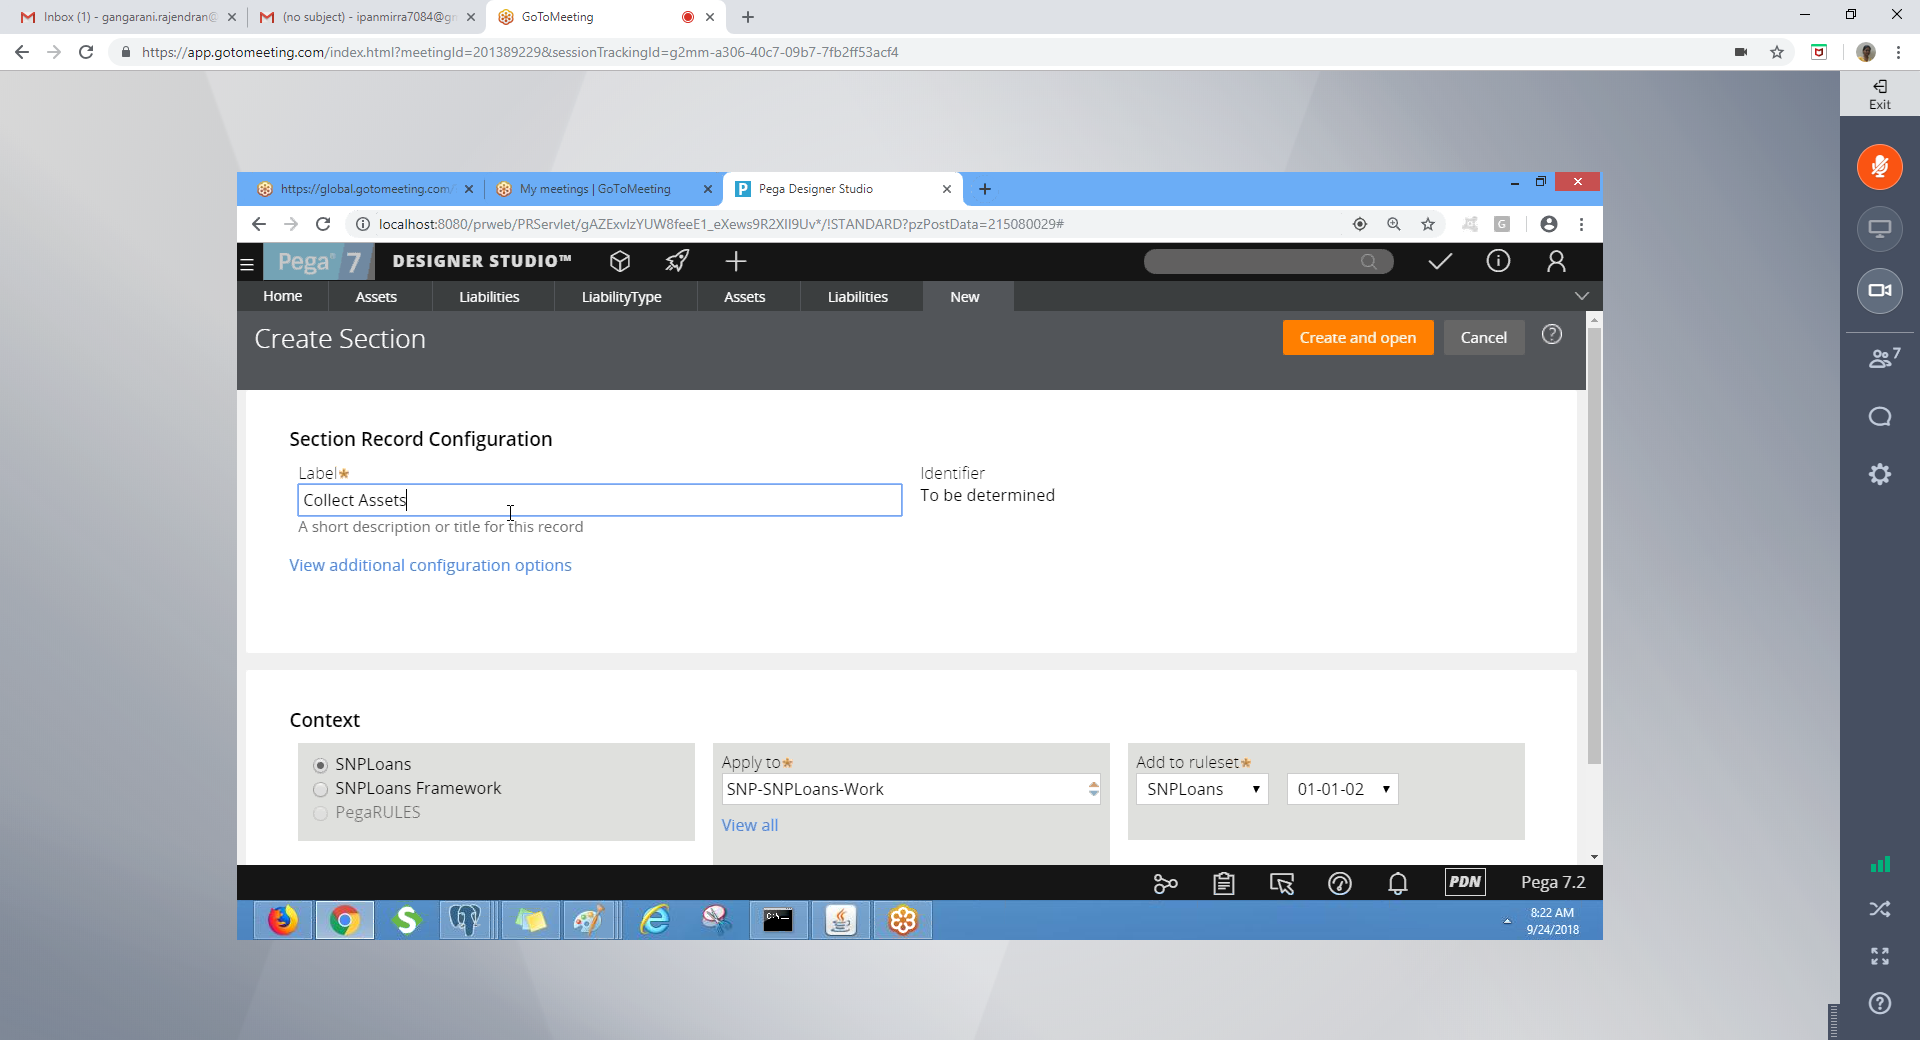 Inbox (1) - gangarani.rajendran@
(no subject) - ipanmirra7084@gm
GoToMeeting
https://app.gotomeeting.com/index.html?meetingId=201389229&sessionTrackingId=g2mm-a306-40c7-09b7-7fb2ff53acf4
Exit
https://global.gotomeeting.com/
My meetings | GoToMeeting
Pega Designer Studio
localhost:8080/prweb/PRServlet/gAZExvlzYUW8feeE1_eXews9R2XII9Uv*/!STANDARD?pzPostData=215080029#
Pega 7
DESIGNER STUDIO™
Home
Assets
Liabilities
LiabilityType
Assets
Liabilities
New
Create Section
Create and open
Cancel
7
Section Record Configuration
Label*
Identifier
Collect Assets
To be determined
A short description or title for this record
View additional configuration options
Context
SNPLoans
SNPLoans Framework
PegaRULES
Apply to*
SNP-SNPLoans-Work
View all
Add to ruleset*
SNPLoans
01-01-02
PDN
Pega 7.2
8:22 AM
9/24/2018